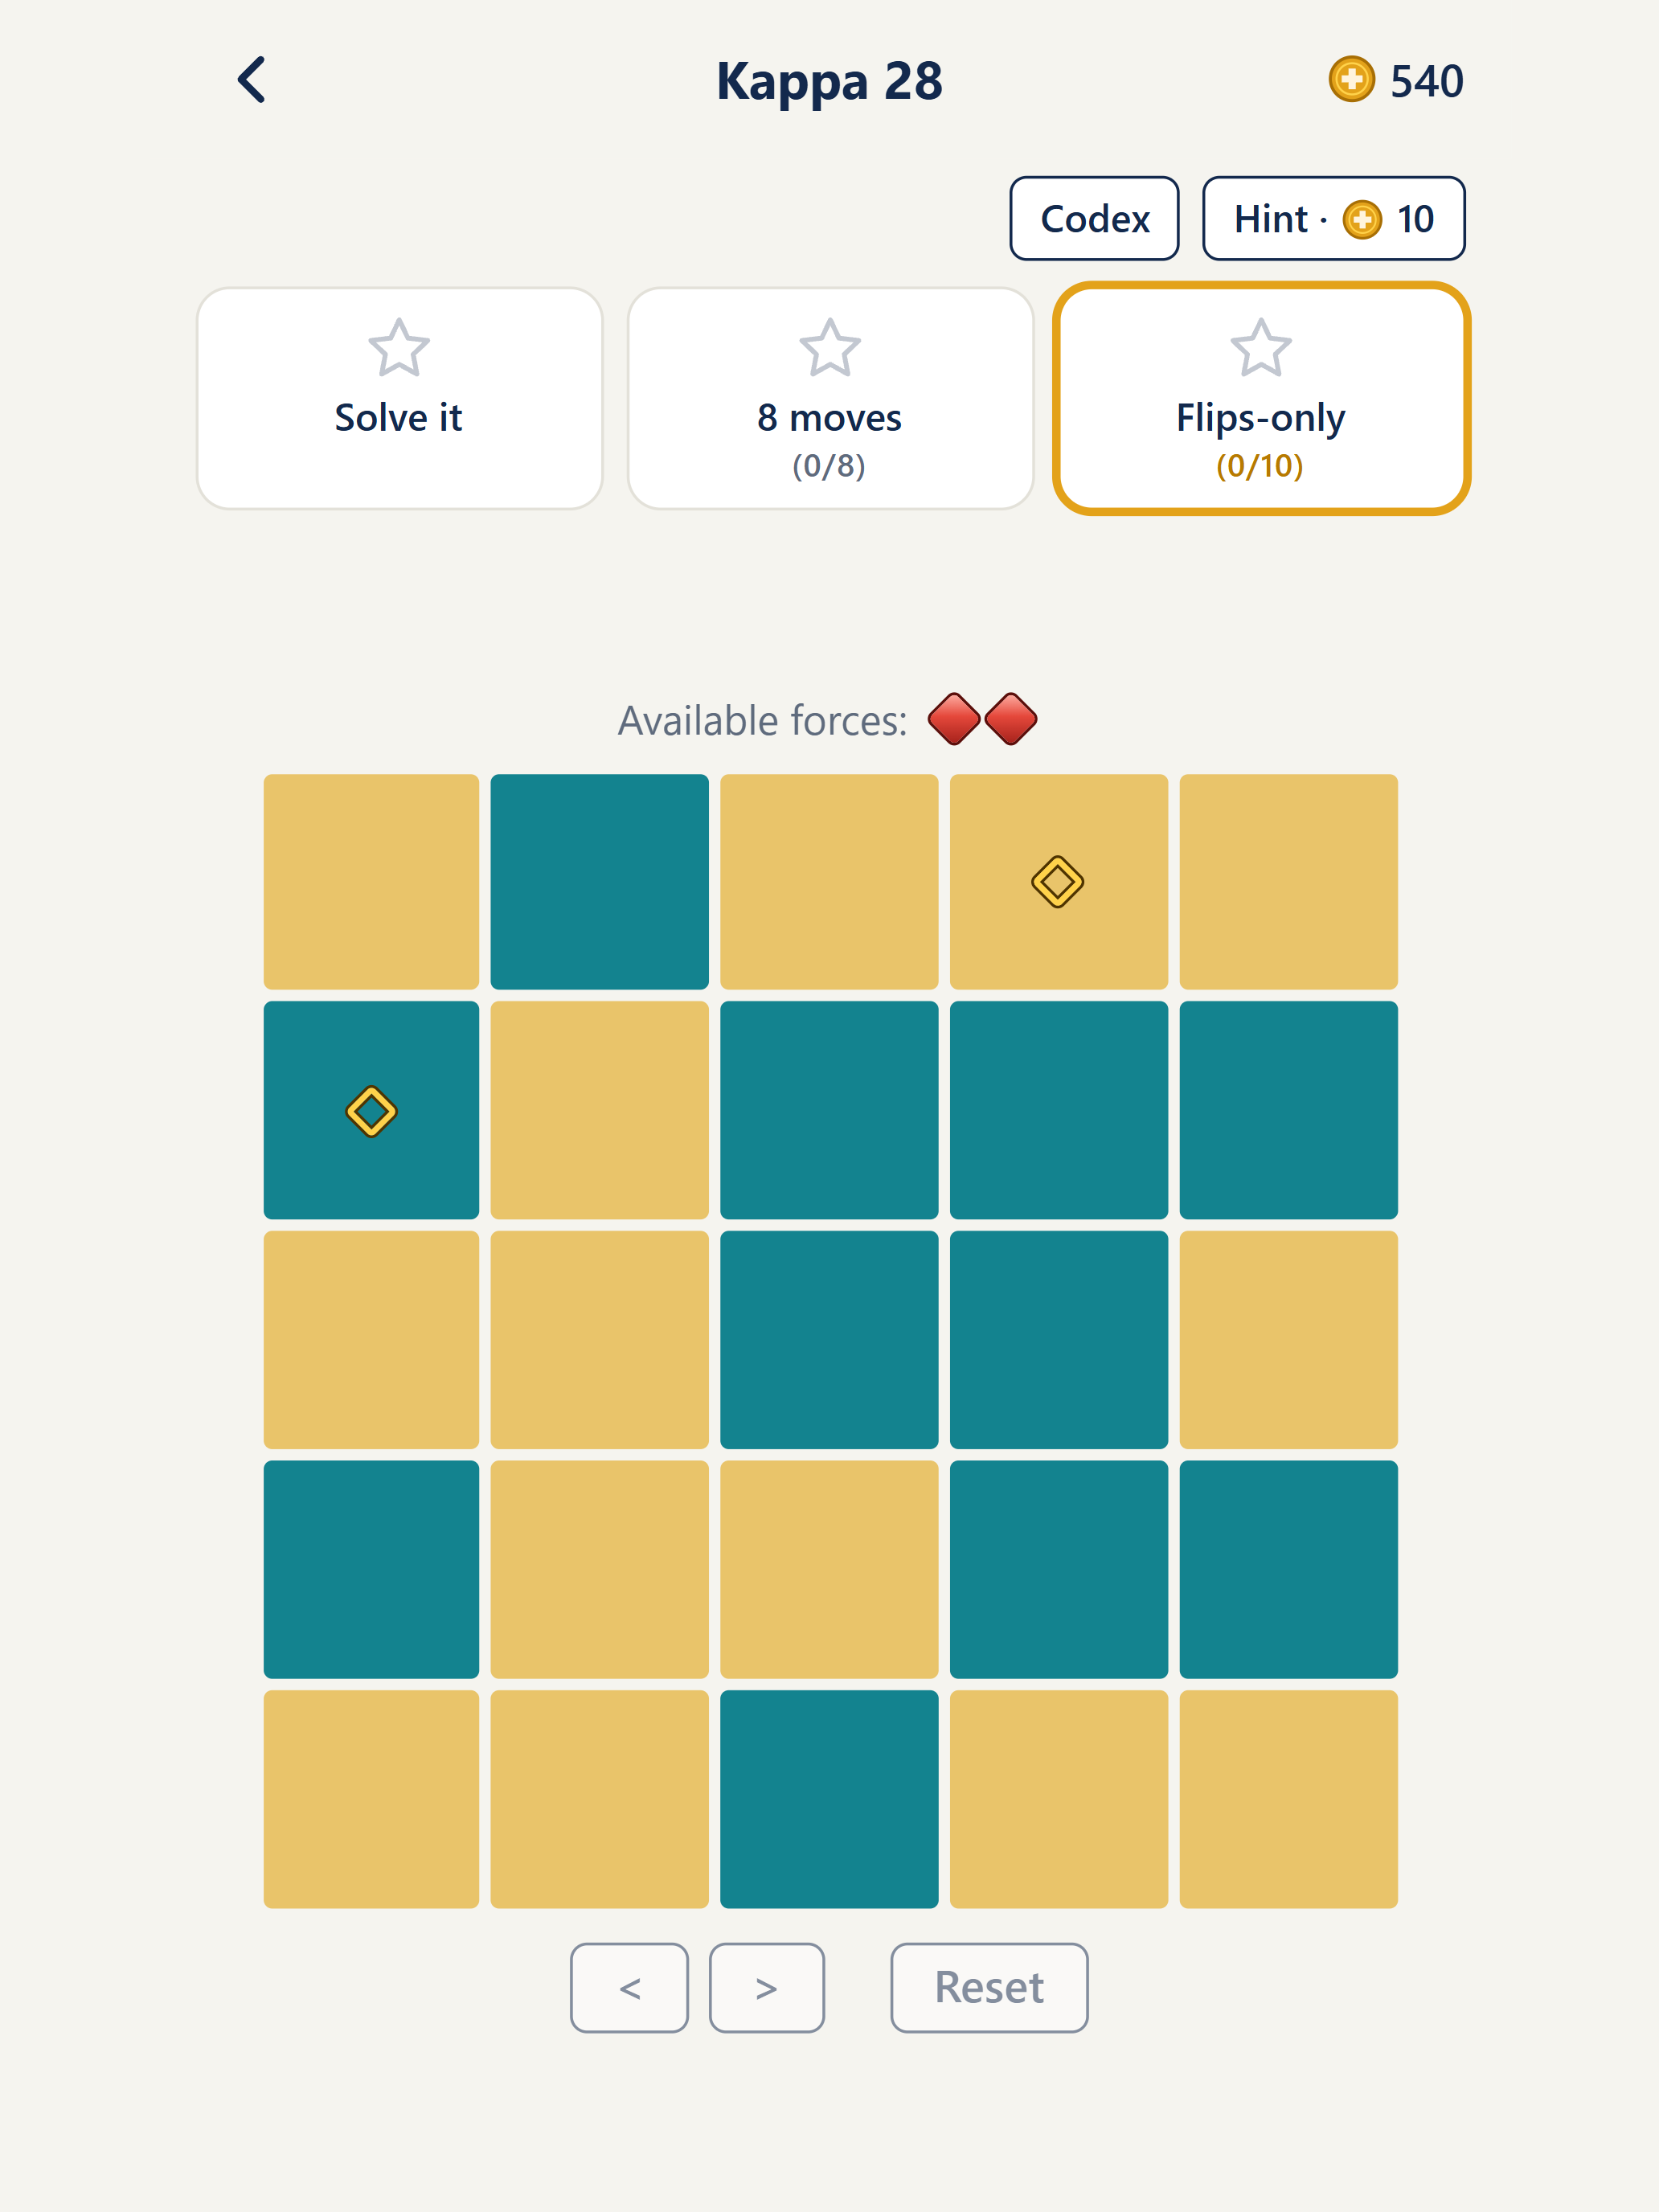 Kappa 28
540
Codex
Hint · 10
Solve it
8 moves
(0/8)
Flips-only
(0/10)
Available forces:
< >
Reset